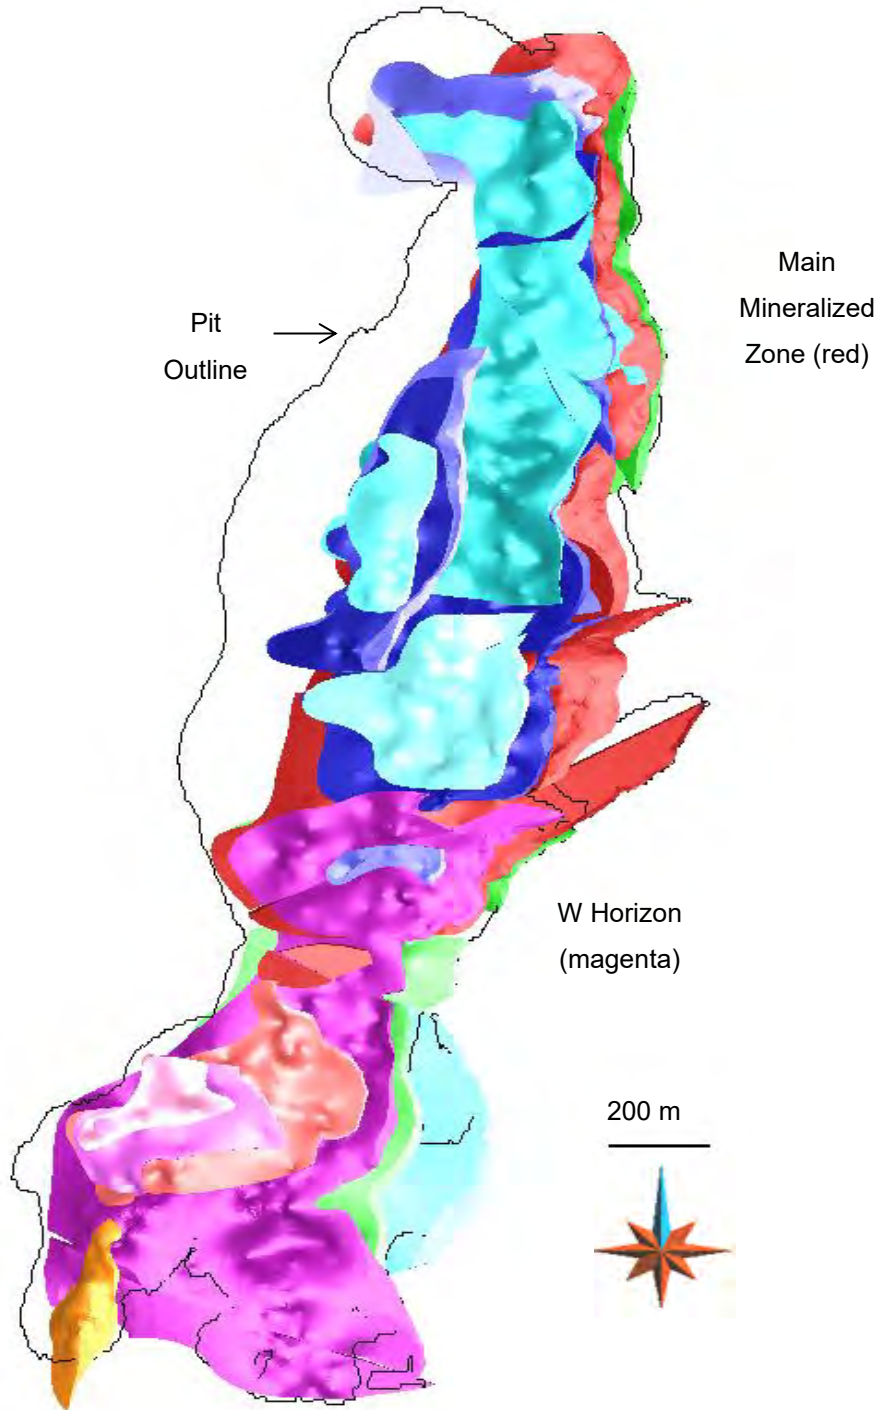 Main
Mineralized
Zone (red)
Pit
Outline
W Horizon
(magenta)
200 m